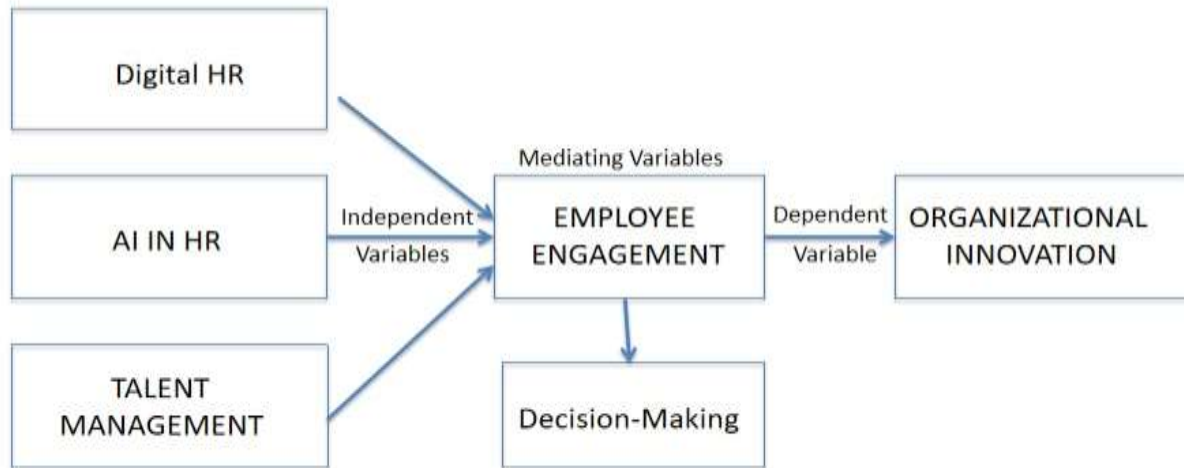 Digital HR
Mediating Variables
AI IN HR
Independent
Variables
EMPLOYEE
ENGAGEMENT
Dependent
Variable
ORGANIZATIONAL
INNOVATION
TALENT
MANAGEMENT
Decision-Making